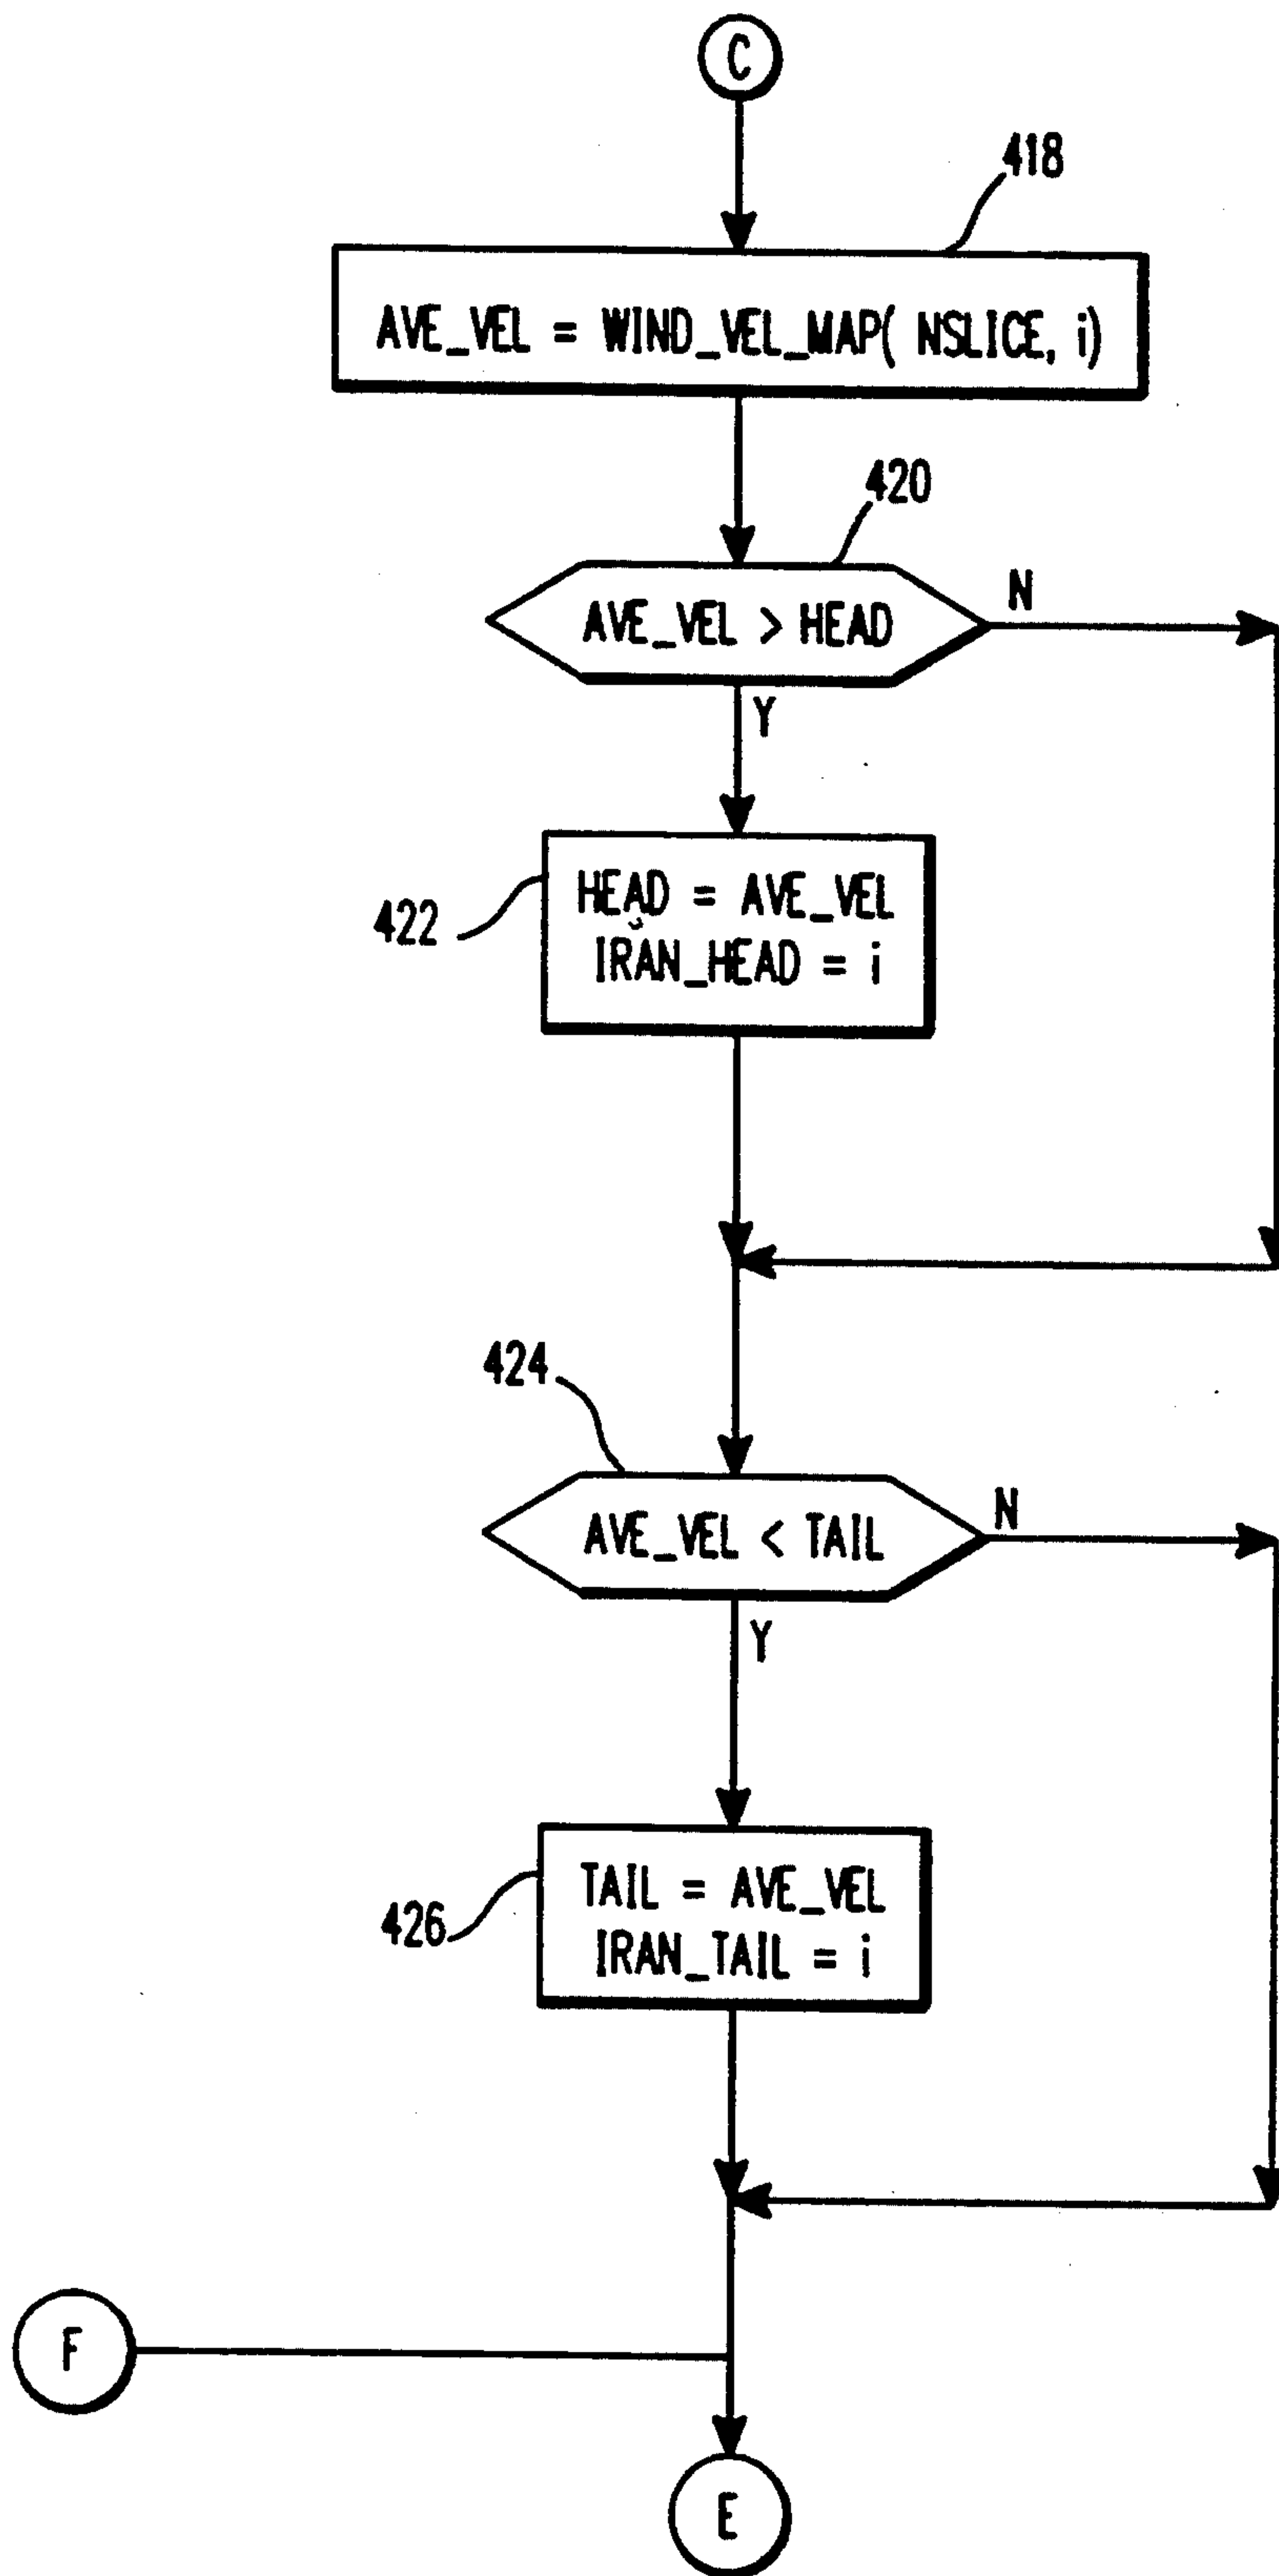 C
418
AVE_VEL = WIND_VEL_MAP( NSLICE, i)
420
AVE_VEL > HEAD
N
Y
422
HEAD = AVE_VEL
IRAN_HEAD = i
424
AVE_VEL < TAIL
N
Y
426
TAIL = AVE_VEL
IRAN_TAIL = i
F
E